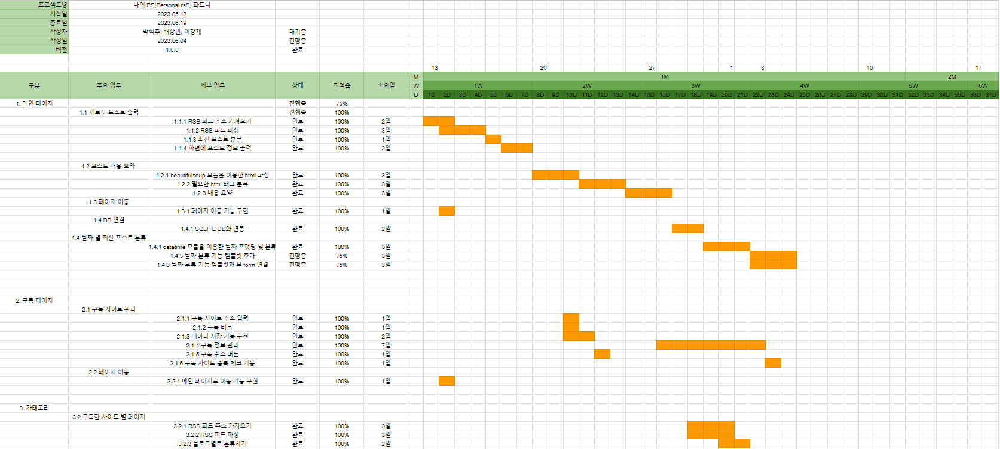 프로젝트명 나의 PS(Personal rsS) 파트너
시작일 2023.05.13
종료일 2023.06.19
작성자 박석주, 배상인, 이강재 대기중
작성일 2023.06.04 진행중
버전 1.0.0 완료
13 20 27 1 3 10 17
M 1M 2M
구분 주요 업무 세부 업무 상태 진척율 소요일 W 1W 2W 3W 4W 5W 6W
D 1D 2D 3D 4D 5D 6D 7D 8D 9D 10D 11D 12D 13D 14D 15D 16D 17D 18D 19D 20D 21D 22D 23D 24D 25D 26D 27D 28D 29D 30D 31D 32D 33D 34D 35D 36D 37D
1. 메인 페이지 진행중 75%
1.1 새로운 포스트 출력 진행중 100%
1.1.1 RSS 피드 주소 가져오기 완료 100% 2일
1.1.2 RSS 피드 파싱 완료 100% 3일
1.1.3 최신 포스트 분류 완료 100% 1일
1.1.4 화면에 포스트 정보 출력 완료 100% 2일
1.2 포스트 내용 요약
1.2.1 beautifulsoup 모듈을 이용한 html 파싱 완료 100% 3일
1.2.2 필요한 html 태그 분류 완료 100% 3일
1.2.3 내용 요약 완료 100% 3일
1.3 페이지 이동
1.3.1 페이지 이동 기능 구현 완료 100% 1일
1.4 DB 연결
1.4.1 SQLITE DB와 연동 완료 100% 2일
1.4 날짜 별 최신 포스트 분류
1.4.1 datetime 모듈을 이용한 날짜 포맷팅 및 분류 완료 100% 3일
1.4.3 날짜 분류 기능 템플릿 추가 진행중 75% 3일
1.4.3 날짜 분류 기능 템플릿과 뷰 form 연결 진행중 75% 3일
2. 구독 페이지
2.1 구독 사이트 관리
2.1.1 구독 사이트 주소 입력 완료 100% 1일
2.1.2 구독 버튼 완료 100% 1일
2.1.3 데이터 저장 기능 구현 완료 100% 2일
2.1.4 구독 정보 관리 완료 100% 7일
2.1.5 구독 취소 버튼 완료 100% 1일
2.1.6 구독 사이트 중복 체크 기능 완료 100% 1일
2.2 페이지 이동
2.2.1 메인 페이지로 이동 기능 구현 완료 100% 1일
3. 카테고리
3.2 구독한 사이트 별 페이지
3.2.1 RSS 피드 주소 가져오기 완료 100% 3일
3.2.2 RSS 피드 파싱 완료 100% 3일
3.2.3 블로그별로 분류하기 완료 100% 2일